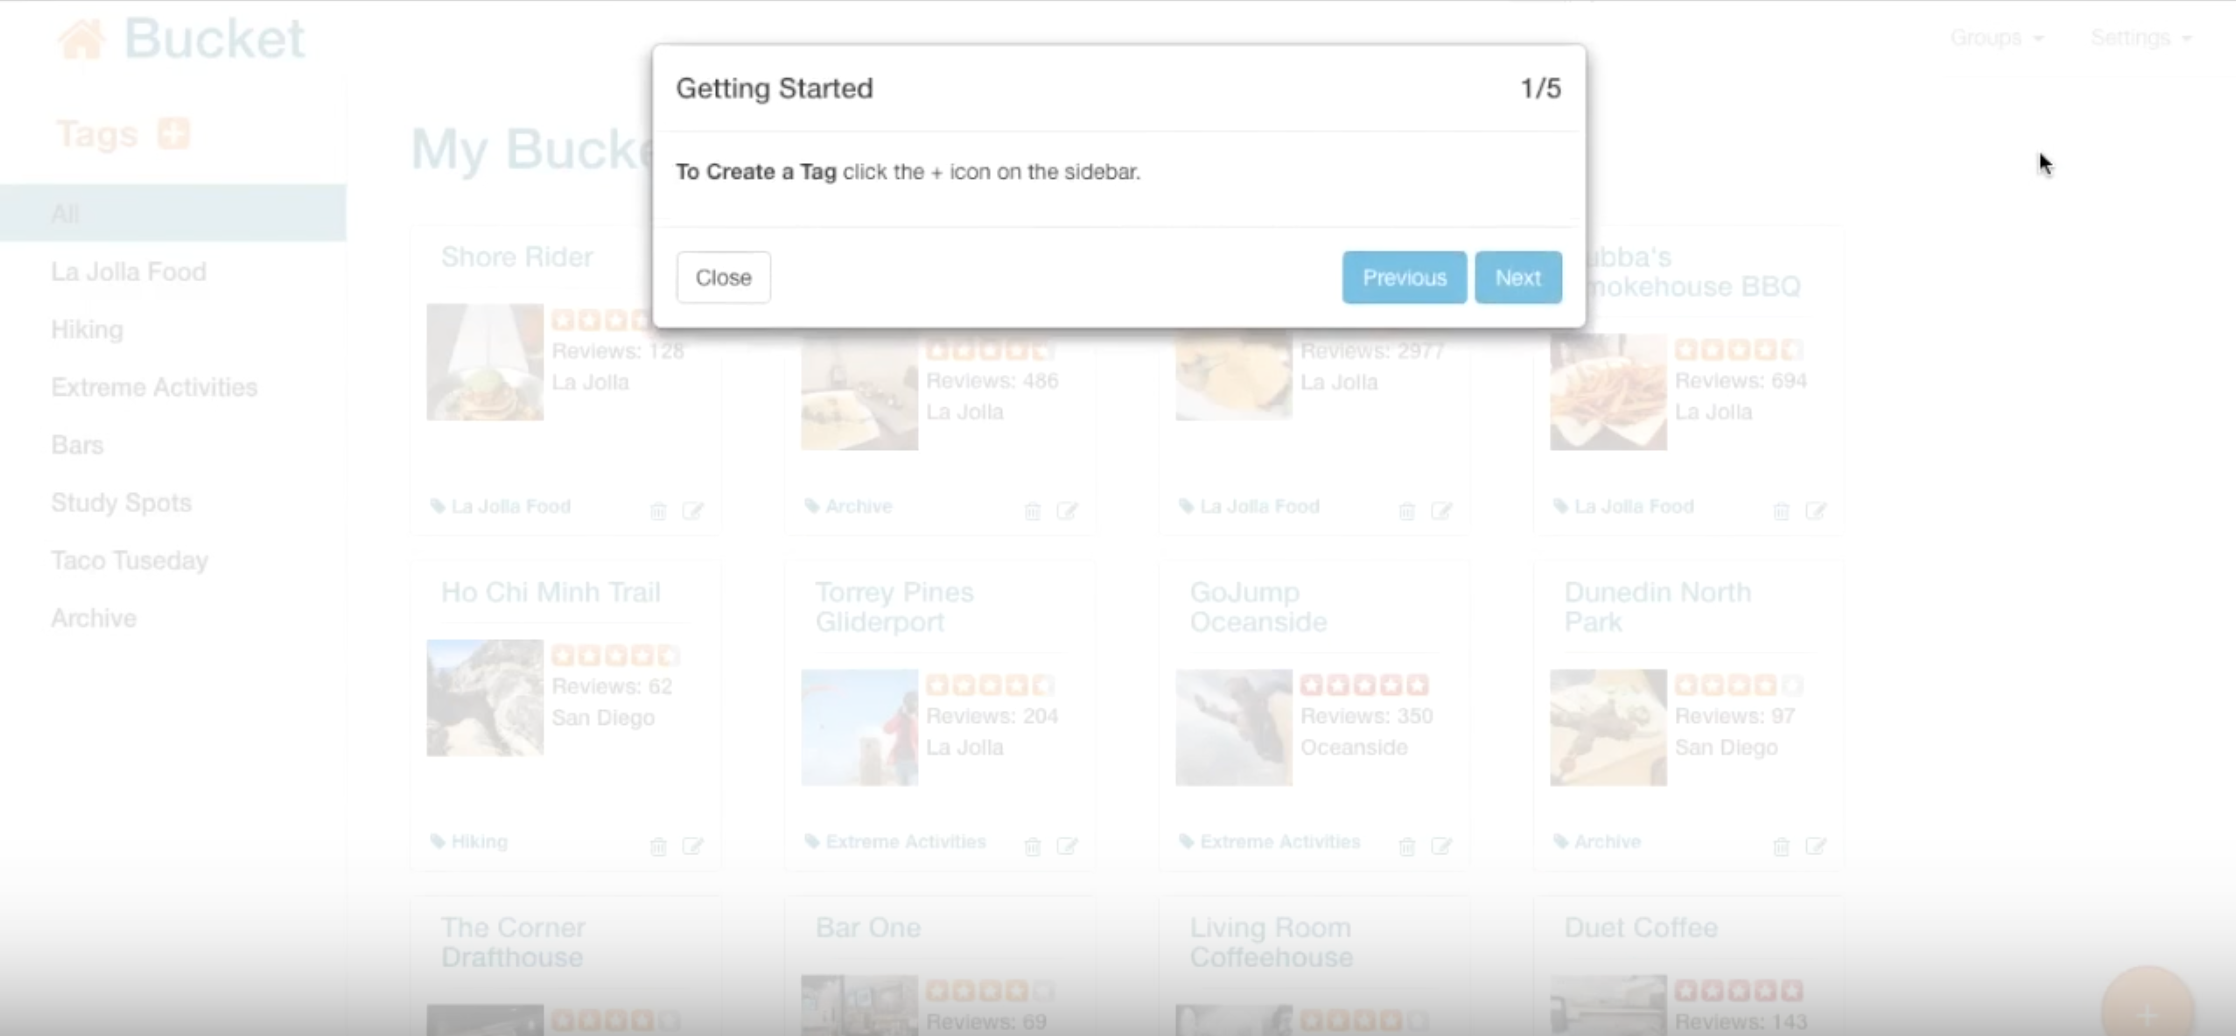 Bucket
Groups
Settings
Getting Started
1/5
To Create a Tag click the + icon on the sidebar.
Close
Previous
Next
Tags
All
La Jolla Food
Hiking
Extreme Activities
Bars
Study Spots
Taco Tuseday
Archive
My
Shore Rider
Reviews: 128
La Jolla
La Jolla Food
Reviews: 486
La Jolla
Archive
Reviews: 2977
La Jolla
La Jolla Food
ubba's
mokehouse BBQ
Reviews: 694
La Jolla
La Jolla Food
Ho Chi Minh Trail
Reviews: 62
San Diego
Hiking
Torrey Pines
Gliderport
Reviews: 204
La Jolla
Extreme Activities
GoJump
Oceanside
Reviews: 350
Oceanside
Extreme Activities
Dunedin North
Park
Reviews: 97
San Diego
Archive
The Corner
Drafthouse
Bar One
Reviews: 69
Living Room
Coffeehouse
Duet Coffee
Reviews: 143